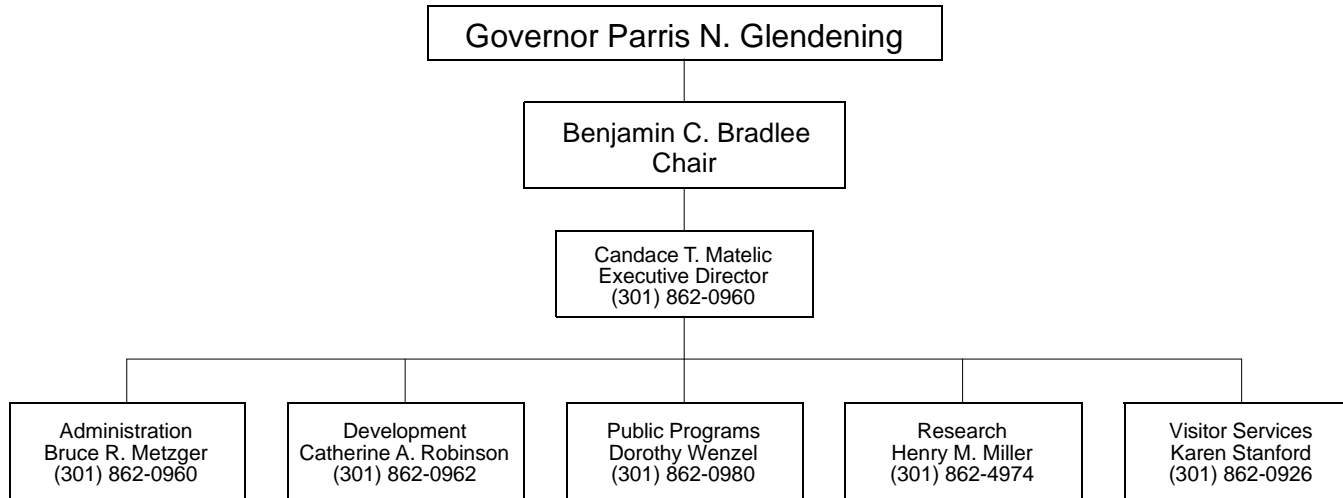 Governor Parris N. Glendening
Benjamin C. Bradlee
Chair
Candace T. Matelic
Executive Director
(301) 862-0960
Administration
Bruce R. Metzger
(301) 862-0960
Development
Catherine A. Robinson
(301) 862-0962
Public Programs
Dorothy Wenzel
(301) 862-0980
Research
Henry M. Miller
(301) 862-4974
Visitor Services
Karen Stanford
(301) 862-0926